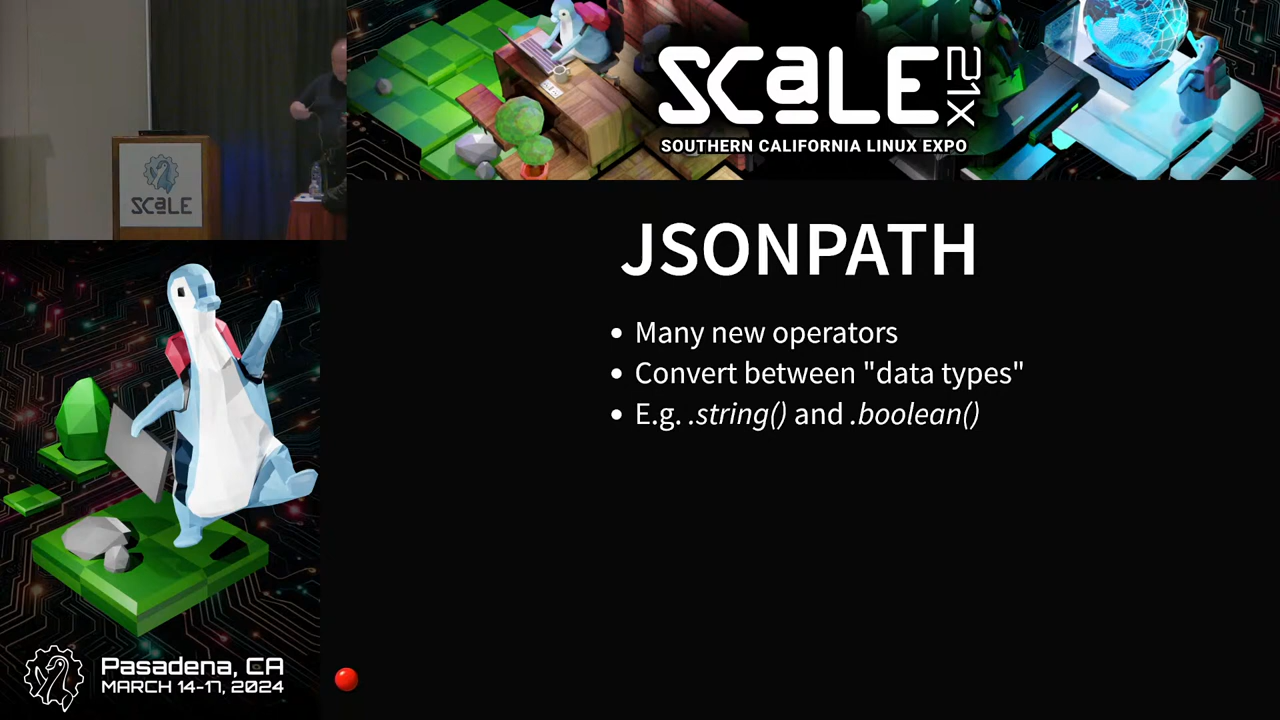 SCaLE 21x
SOUTHERN CALIFORNIA LINUX EXPO
SCaLE
JSONPATH
• Many new operators
• Convert between "data types"
• E.g. .string() and .boolean()
Pasadena, CA
MARCH 14-17, 2024